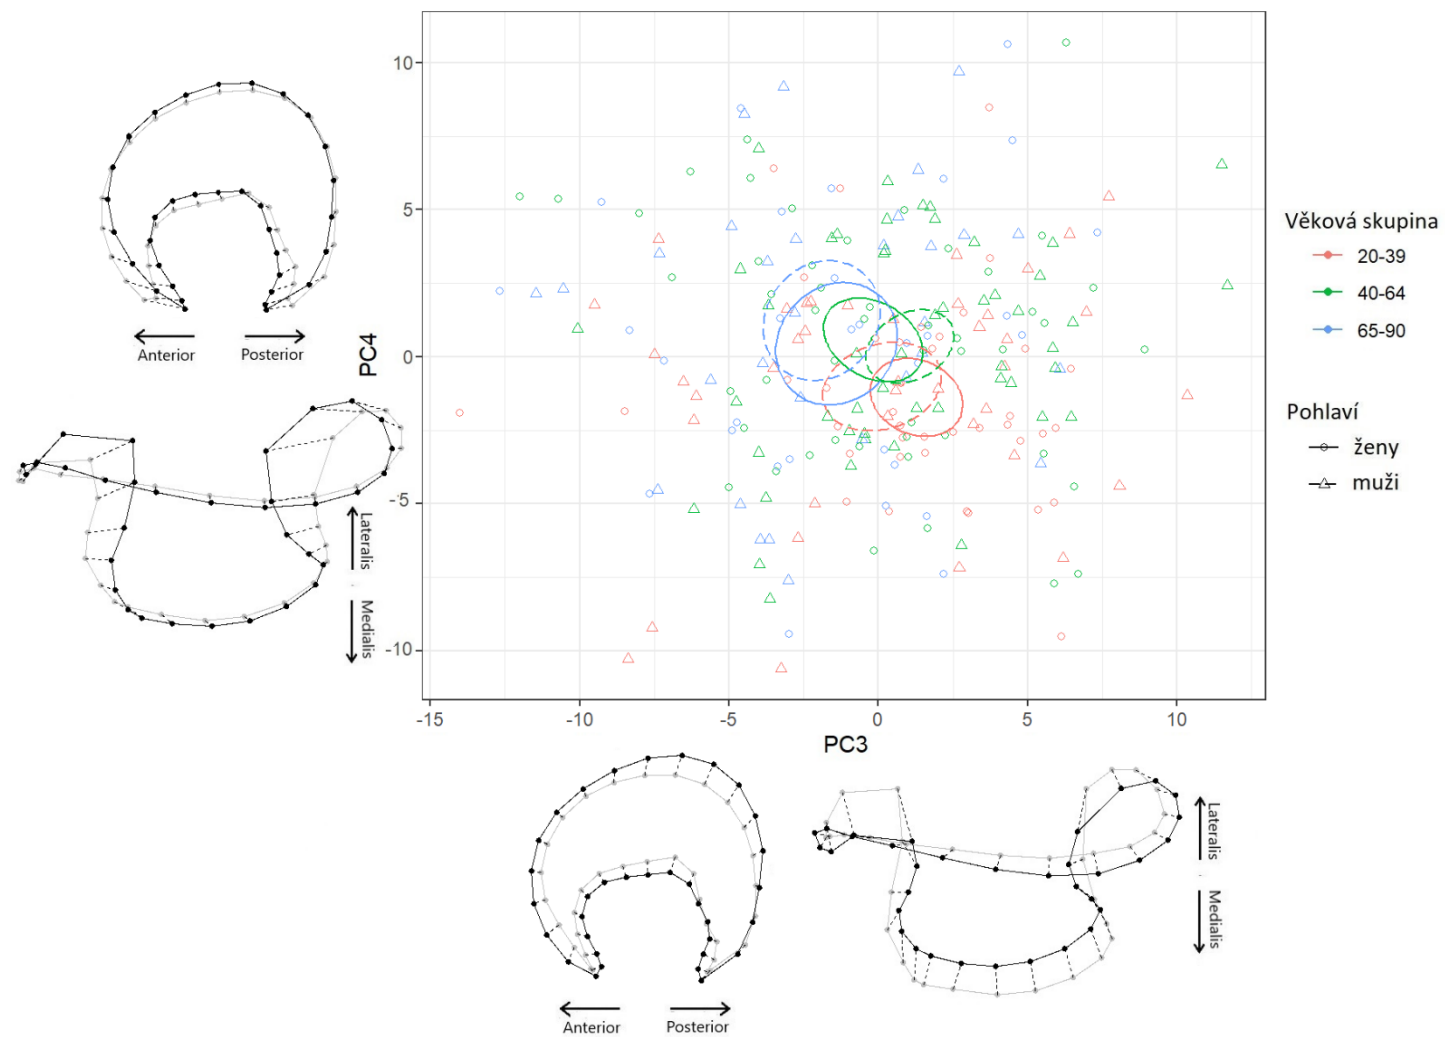 10
5
0
-5
-10
PC4
-15
-10
-5
0
5
10
PC3
Věková skupina
20-39
40-64
65-90
Pohlaví
ženy
muži
Anterior
Posterior
Lateralis
Medialis
Anterior
Posterior
Lateralis
Medialis